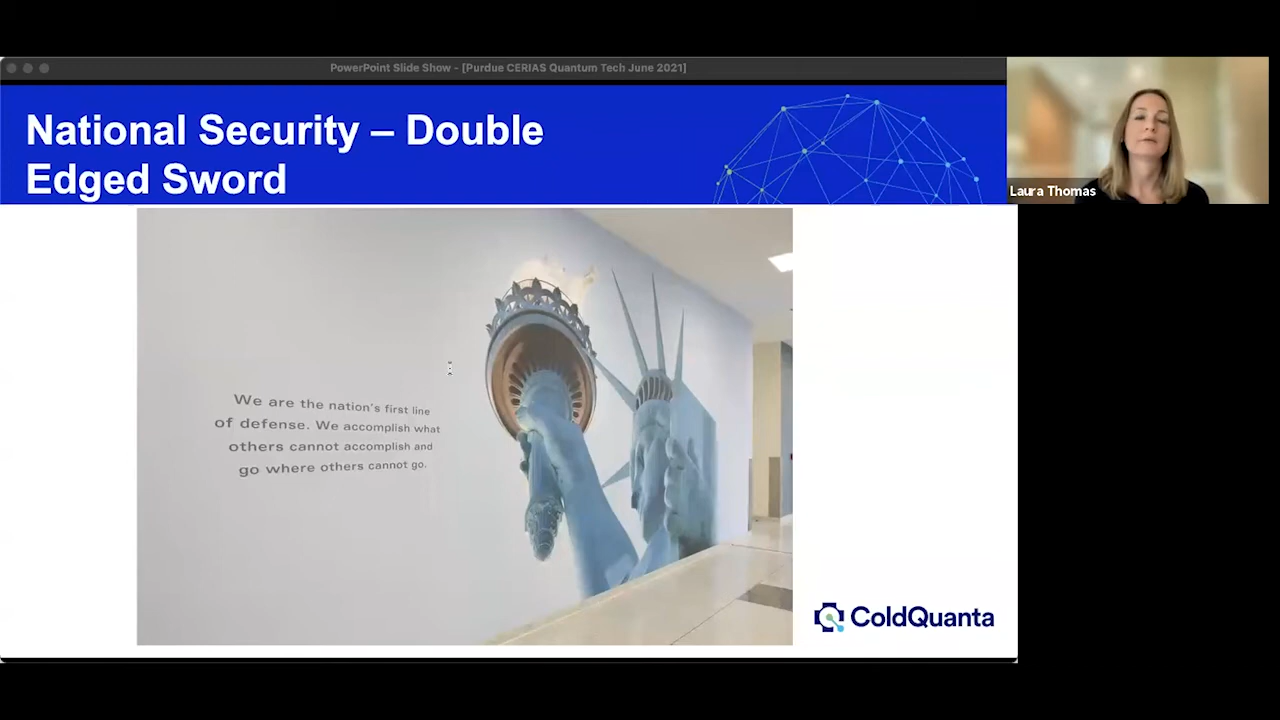 PowerPoint Slide Show - [Purdue CERIAS Quantum Tech June 2021]
National Security – Double
Edged Sword
Laura Thomas
We are the nation's first line
of defense. We accomplish what
others cannot accomplish and
go where others cannot go.
ColdQuanta